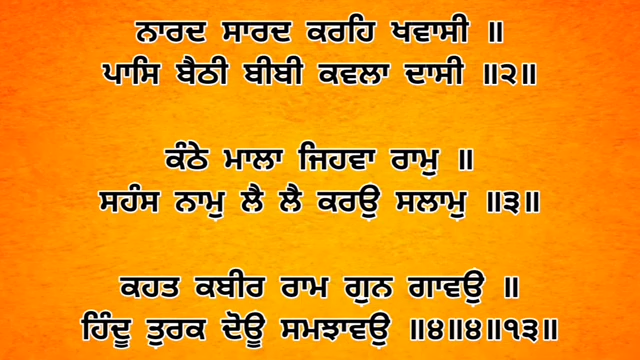 ਨਾਰਦ ਸਾਰਦ ਕਰਹਿ ਖਵਾਸੀ ॥
ਪਾਸਿ ਬੈਠੀ ਬੀਬੀ ਕਵਲਾ ਦਾਸੀ ॥੨॥
ਕੰਠੇ ਮਾਲਾ ਜਿਹਵਾ ਰਾਮੁ ॥
ਸਹੰਸ ਨਾਮੁ ਲੈ ਲੈ ਕਰਉ ਸਲਾਮੁ ॥੩॥
ਕਹਤ ਕਬੀਰ ਰਾਮ ਗੁਨ ਗਾਵਉ ॥
ਹਿੰਦੂ ਤੁਰਕ ਦੋਊ ਸਮਝਾਵਉ ॥੪॥੪॥੧੩॥